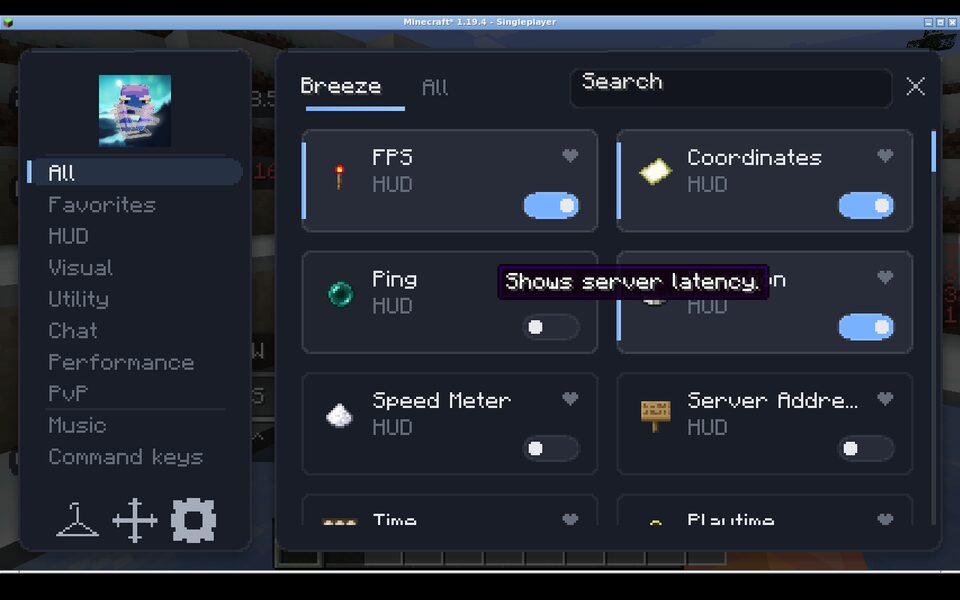 Minecraft* 1.19.4 - Singleplayer
Breeze
All
Search
All
Favorites
HUD
Visual
Utility
Chat
Performance
PvP
Music
Command keys
FPS
HUD
Coordinates
HUD
Ping
HUD
Shows server latency.
HUD
Speed Meter
HUD
Server Addre...
HUD
Time
Playtime